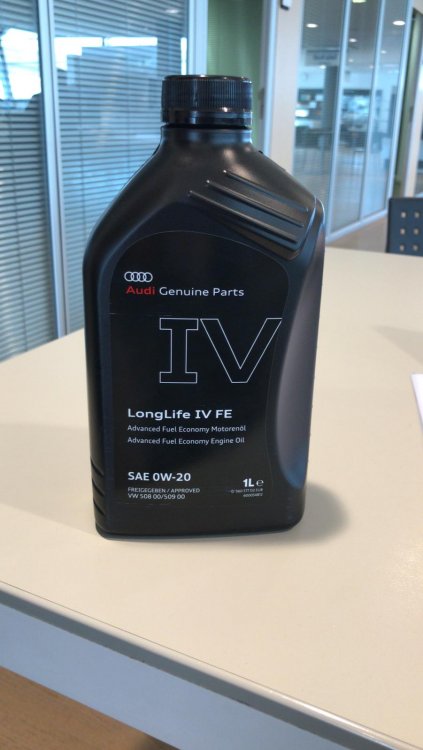 Audi Genuine Parts
IV
LongLife IV FE
Advanced Fuel Economy Motorenöl
Advanced Fuel Economy Engine Oil
SAE 0W-20
1L e
FREIGEGEBEN / APPROVED
VW 508 00/509 00